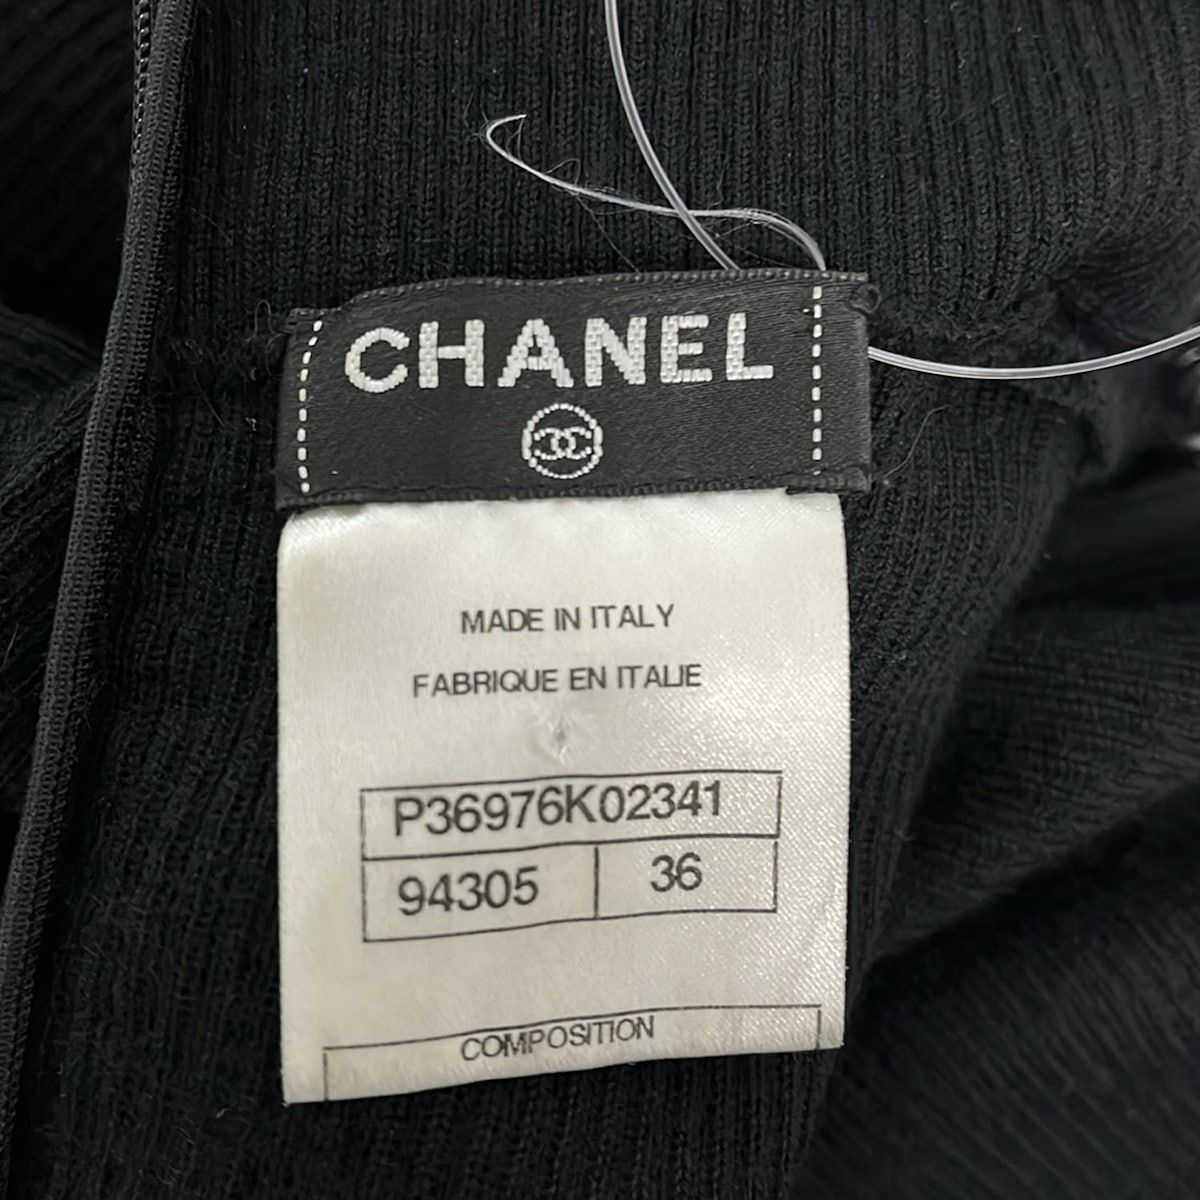 CHANEL
MADE IN ITALY
FABRIQUE EN ITALIE
P36976K02341
94305 36
COMPOSITION